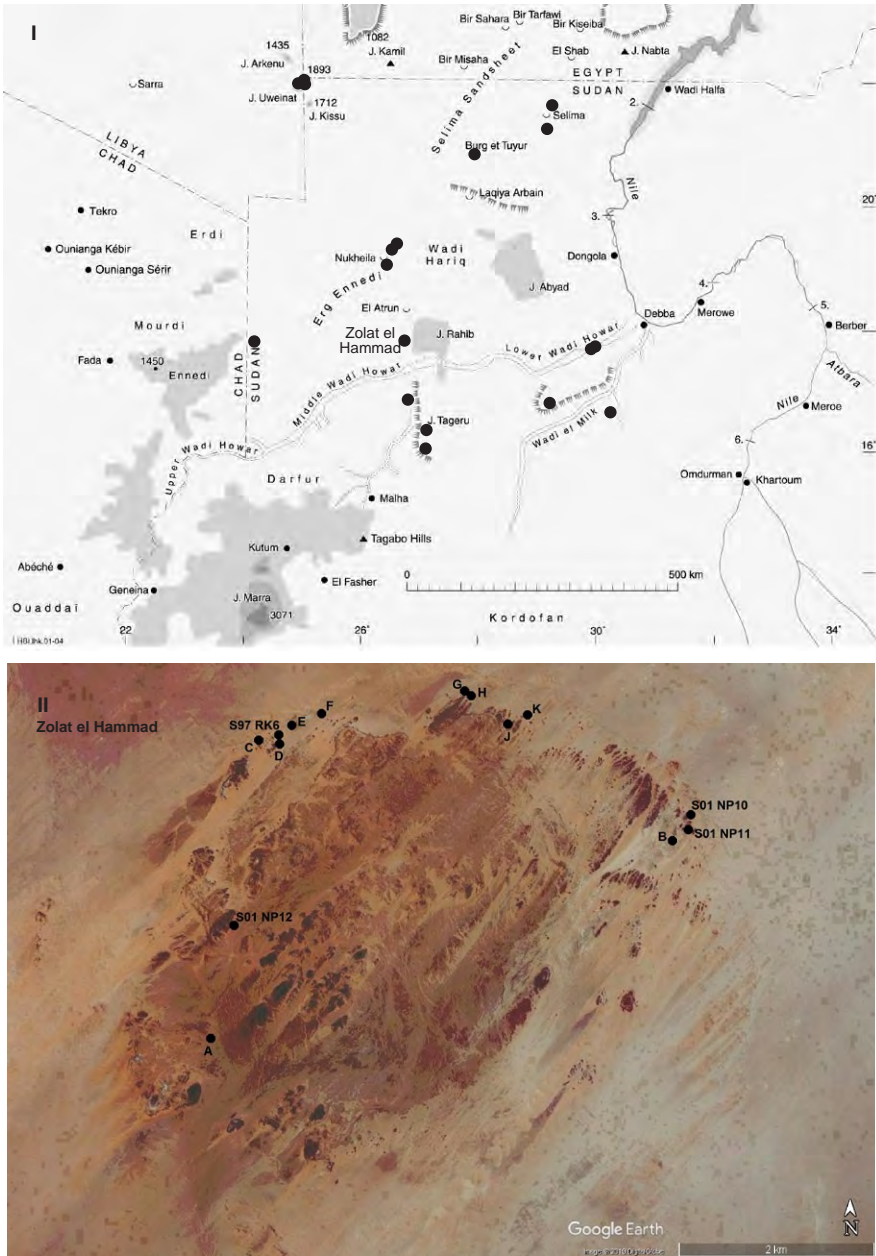 I
Bir Sahara
Bir Tarfawi
Bir Kiseiba
1082
J. Kamil
1435
J. Arkenu
1893
J. Uweinat
1712
J. Kissu
Sarra
Bir Misaha
El Shab
J. Nabta
EGYPT
SUDAN
Wadi Halfa
2.
Selima Sandsheet
Selima
Burg et Tuyur
LIBYA
CHAD
Laqiya Arbain
Nile
20°
3.
Tekro
Erdi
Ounianga Kébir
Ounianga Sérir
Nukheila
Wadi
Hariq
Dongola
J. Abyad
4.
Merowe
5.
Erg Ennedi
El Atrun
Debba
Berber
Mourdi
Zolat el
Hammad
J. Rahib
Lower Wadi Howar
Fada
1450
Ennedi
CHAD
SUDAN
Middle Wadi Howar
Atbara
Nile
Meroe
J. Tageru
Wadi el Milk
6.
16°
Upper Wadi Howar
Darfur
Omdurman
Khartoum
Malha
Tagabo Hills
Kutum
Abéché
El Fasher
0
500 km
Geneina
Ouaddaï
J. Marra
3071
Kordofan
22
26°
30°
34°
II
Zolat el Hammad
G
H
F
K
S97 RK6
E
J
C
D
S01 NP10
S01 NP11
B
S01 NP12
A
Google Earth
N
2 km